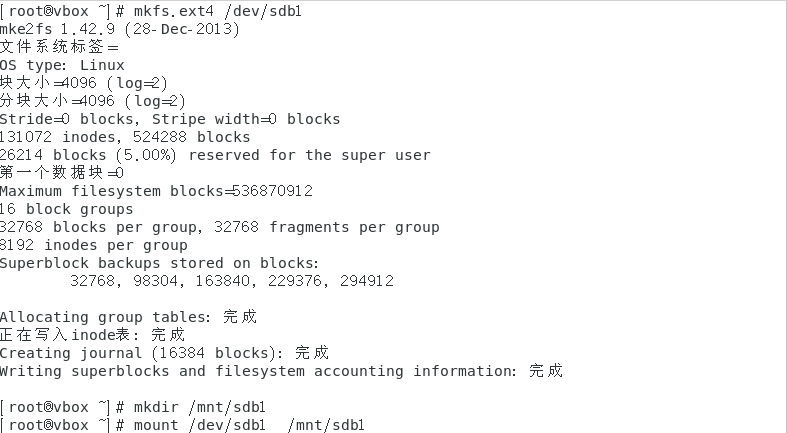 [root@vbox ~]# mkfs.ext4 /dev/sdb1
mke2fs 1.42.9 (28-Dec-2013)
文件系统标签=
OS type: Linux
块大小=4096 (log=2)
分块大小=4096 (log=2)
Stride=0 blocks, Stripe width=0 blocks
131072 inodes, 524288 blocks
26214 blocks (5.00%) reserved for the super user
第一个数据块=0
Maximum filesystem blocks=536870912
16 block groups
32768 blocks per group, 32768 fragments per group
8192 inodes per group
Superblock backups stored on blocks:
32768, 98304, 163840, 229376, 294912
Allocating group tables: 完成
正在写入inode表: 完成
Creating journal (16384 blocks): 完成
Writing superblocks and filesystem accounting information: 完成
[root@vbox ~]# mkdir /mnt/sdb1
[root@vbox ~]# mount /dev/sdb1  /mnt/sdb1